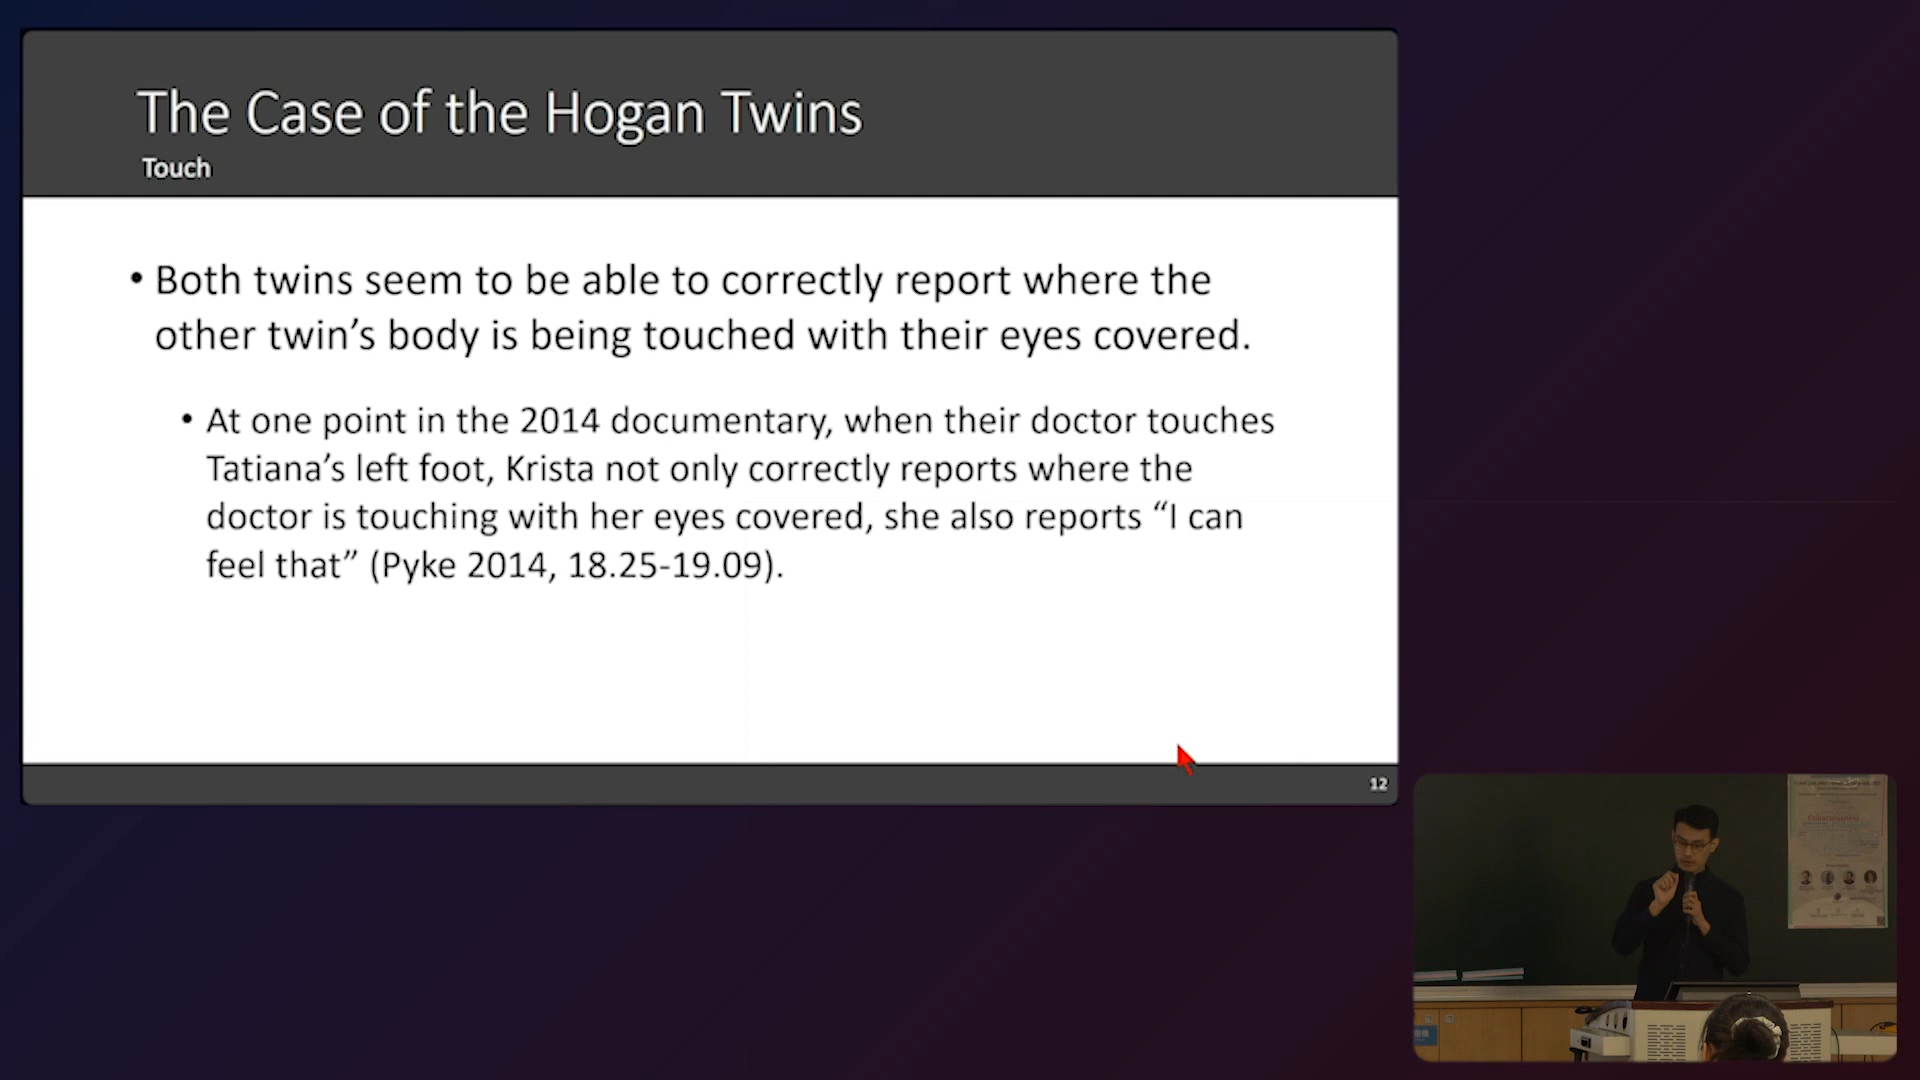 The Case of the Hogan Twins
Touch
• Both twins seem to be able to correctly report where the
other twin’s body is being touched with their eyes covered.
• At one point in the 2014 documentary, when their doctor touches
Tatiana’s left foot, Krista not only correctly reports where the
doctor is touching with her eyes covered, she also reports “I can
feel that” (Pyke 2014, 18.25-19.09).
12
Consciousness